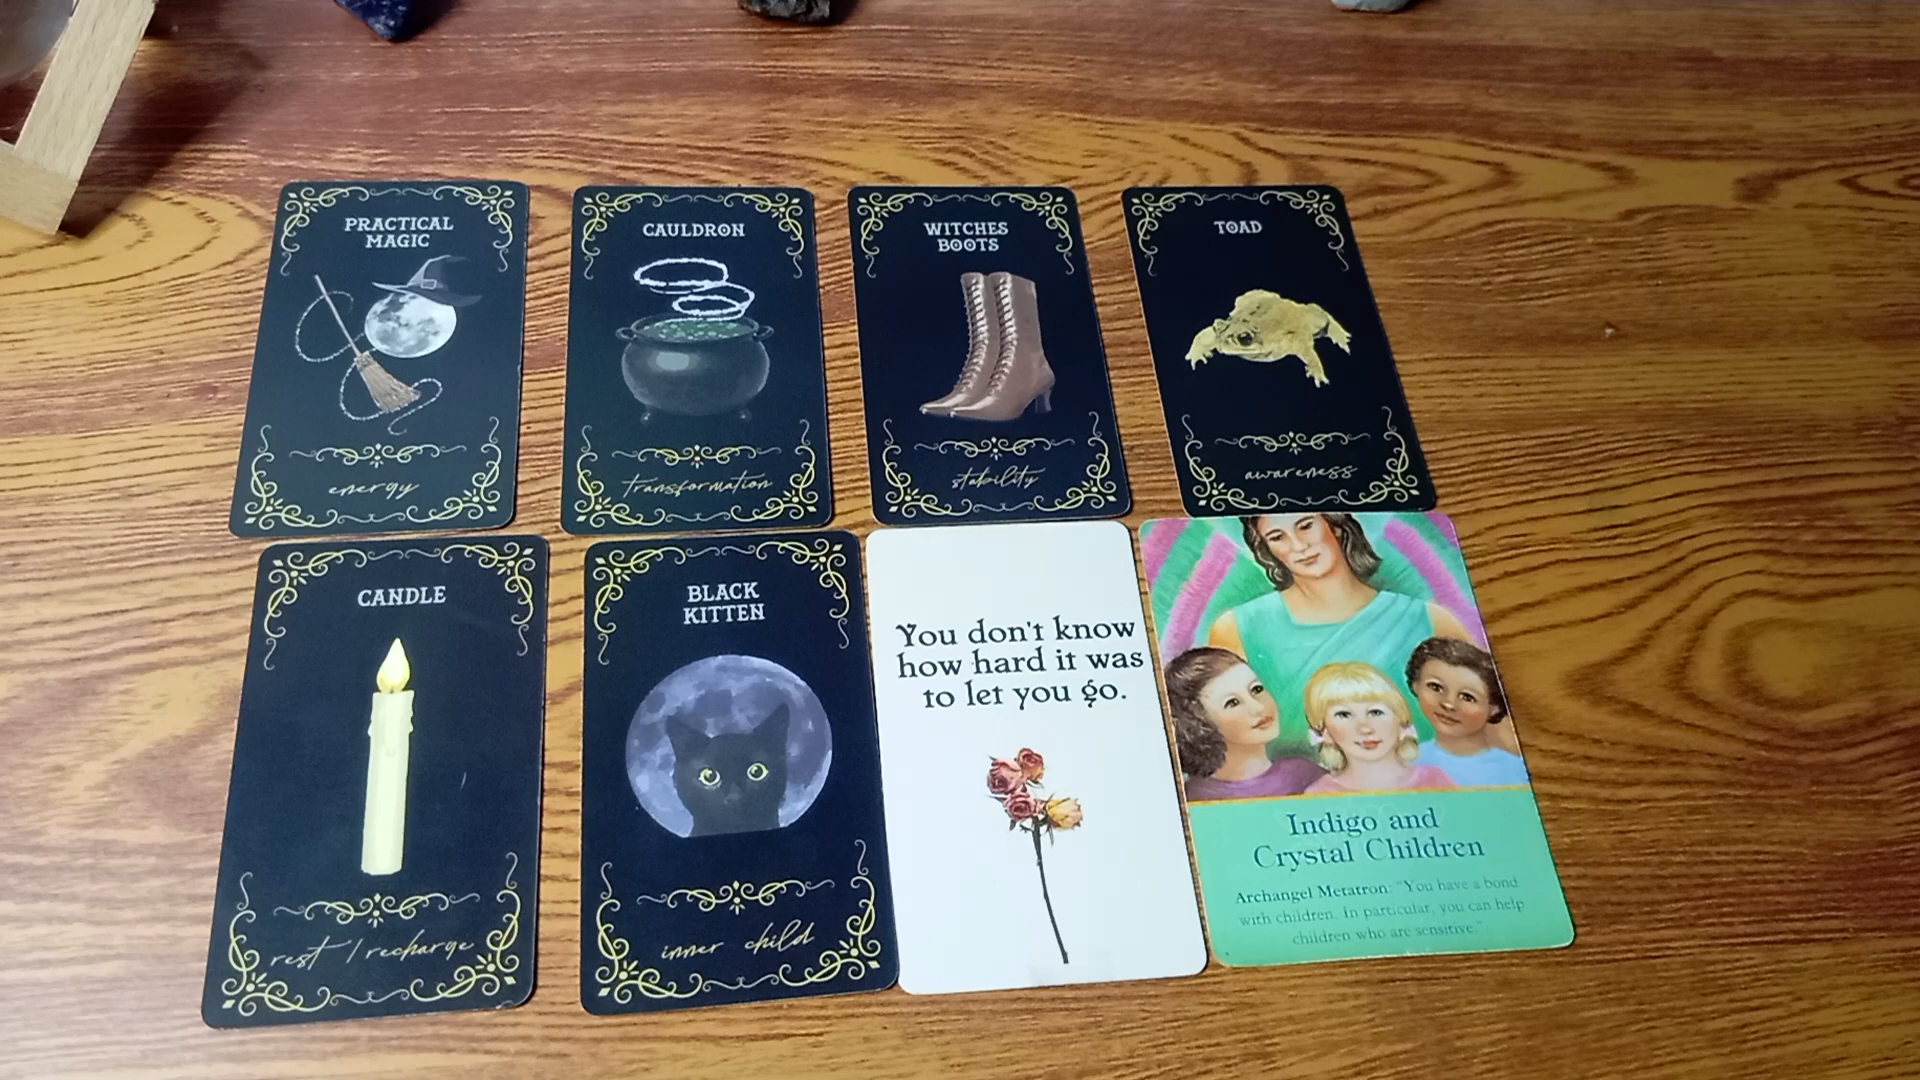 PRACTICAL
MAGIC
energy
CAULDRON
transformation
WITCHES
BOOTS
stability
TOAD
awareness
CANDLE
rest / recharge
BLACK
KITTEN
inner child
You don't know
how hard it was
to let you go.
Indigo and
Crystal Children
Archangel Metatron: "You have a bond
with children. In particular, you can help
children who are sensitive."